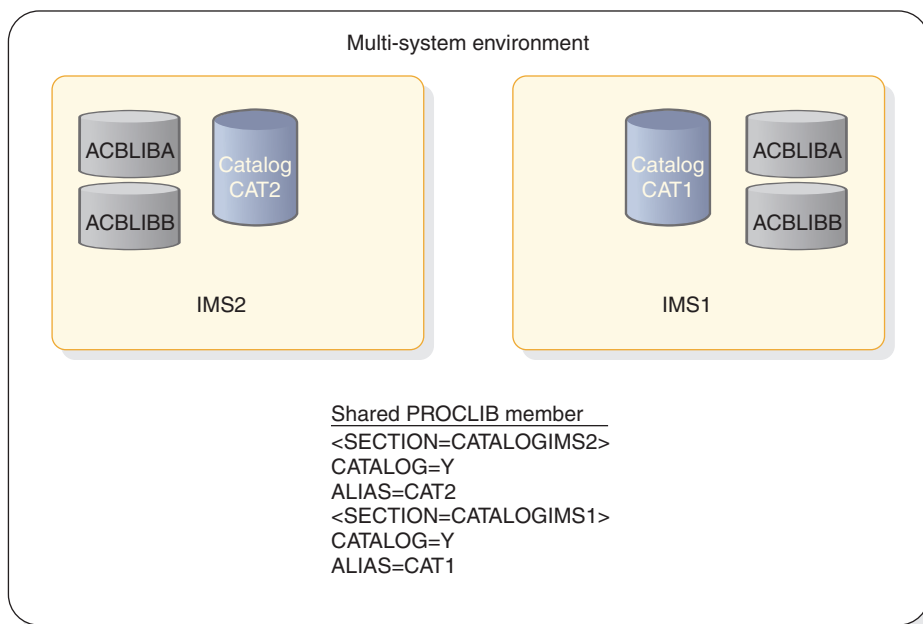 Multi-system environment
ACBLIBA
ACBLIBB
Catalog
CAT2
IMS2
Catalog
CAT1
ACBLIBA
ACBLIBB
IMS1
Shared PROCLIB member
<SECTION=CATALOGIMS2>
CATALOG=Y
ALIAS=CAT2
<SECTION=CATALOGIMS1>
CATALOG=Y
ALIAS=CAT1